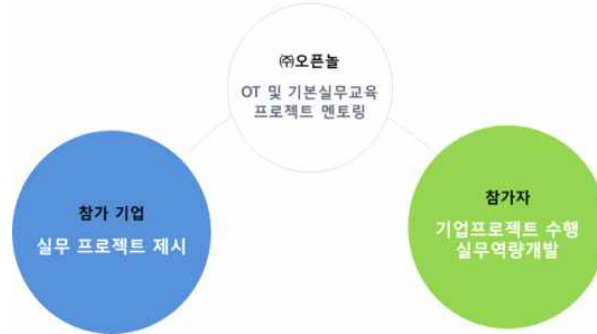 ㈜오픈놀
OT 및 기본실무교육
프로젝트 멘토링
참가 기업
실무 프로젝트 제시
참가자
기업프로젝트 수행
실무역량개발